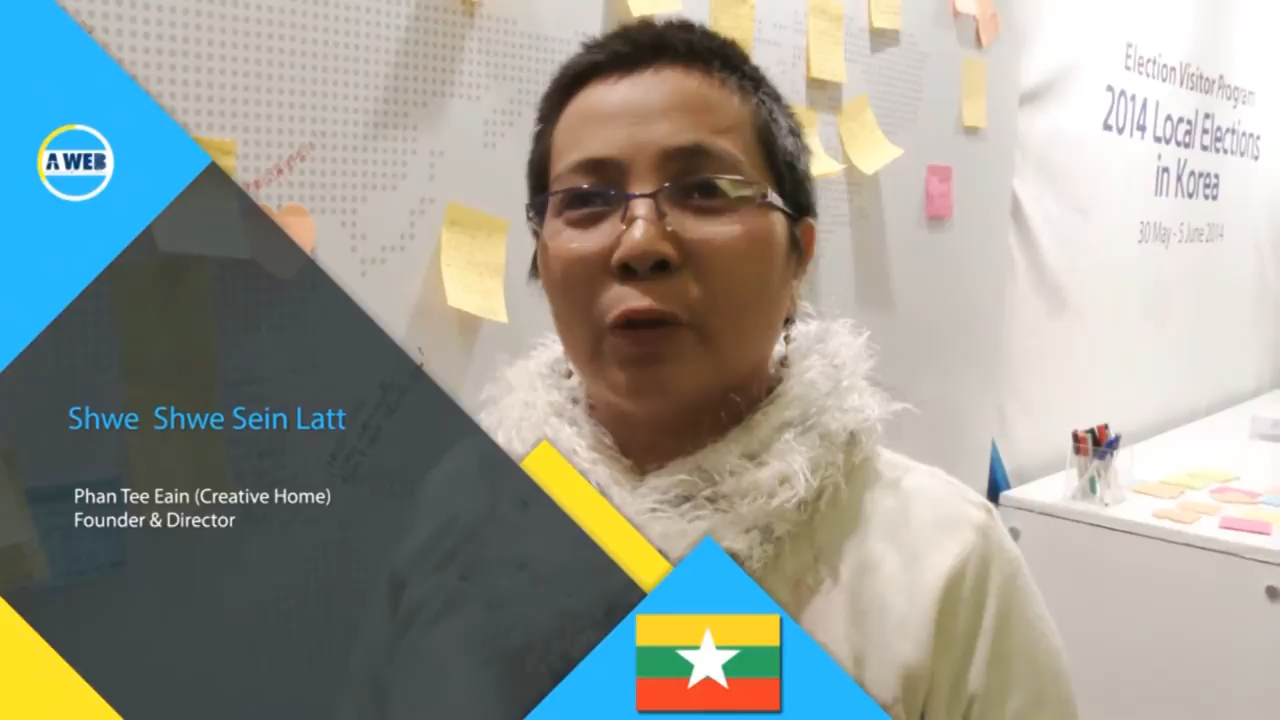 A WEB
Election Visitor Program
2014 Local Elections
in Korea
30 May - 5 June 2014
Shwe Shwe Sein Latt
Phan Tee Eain (Creative Home)
Founder & Director